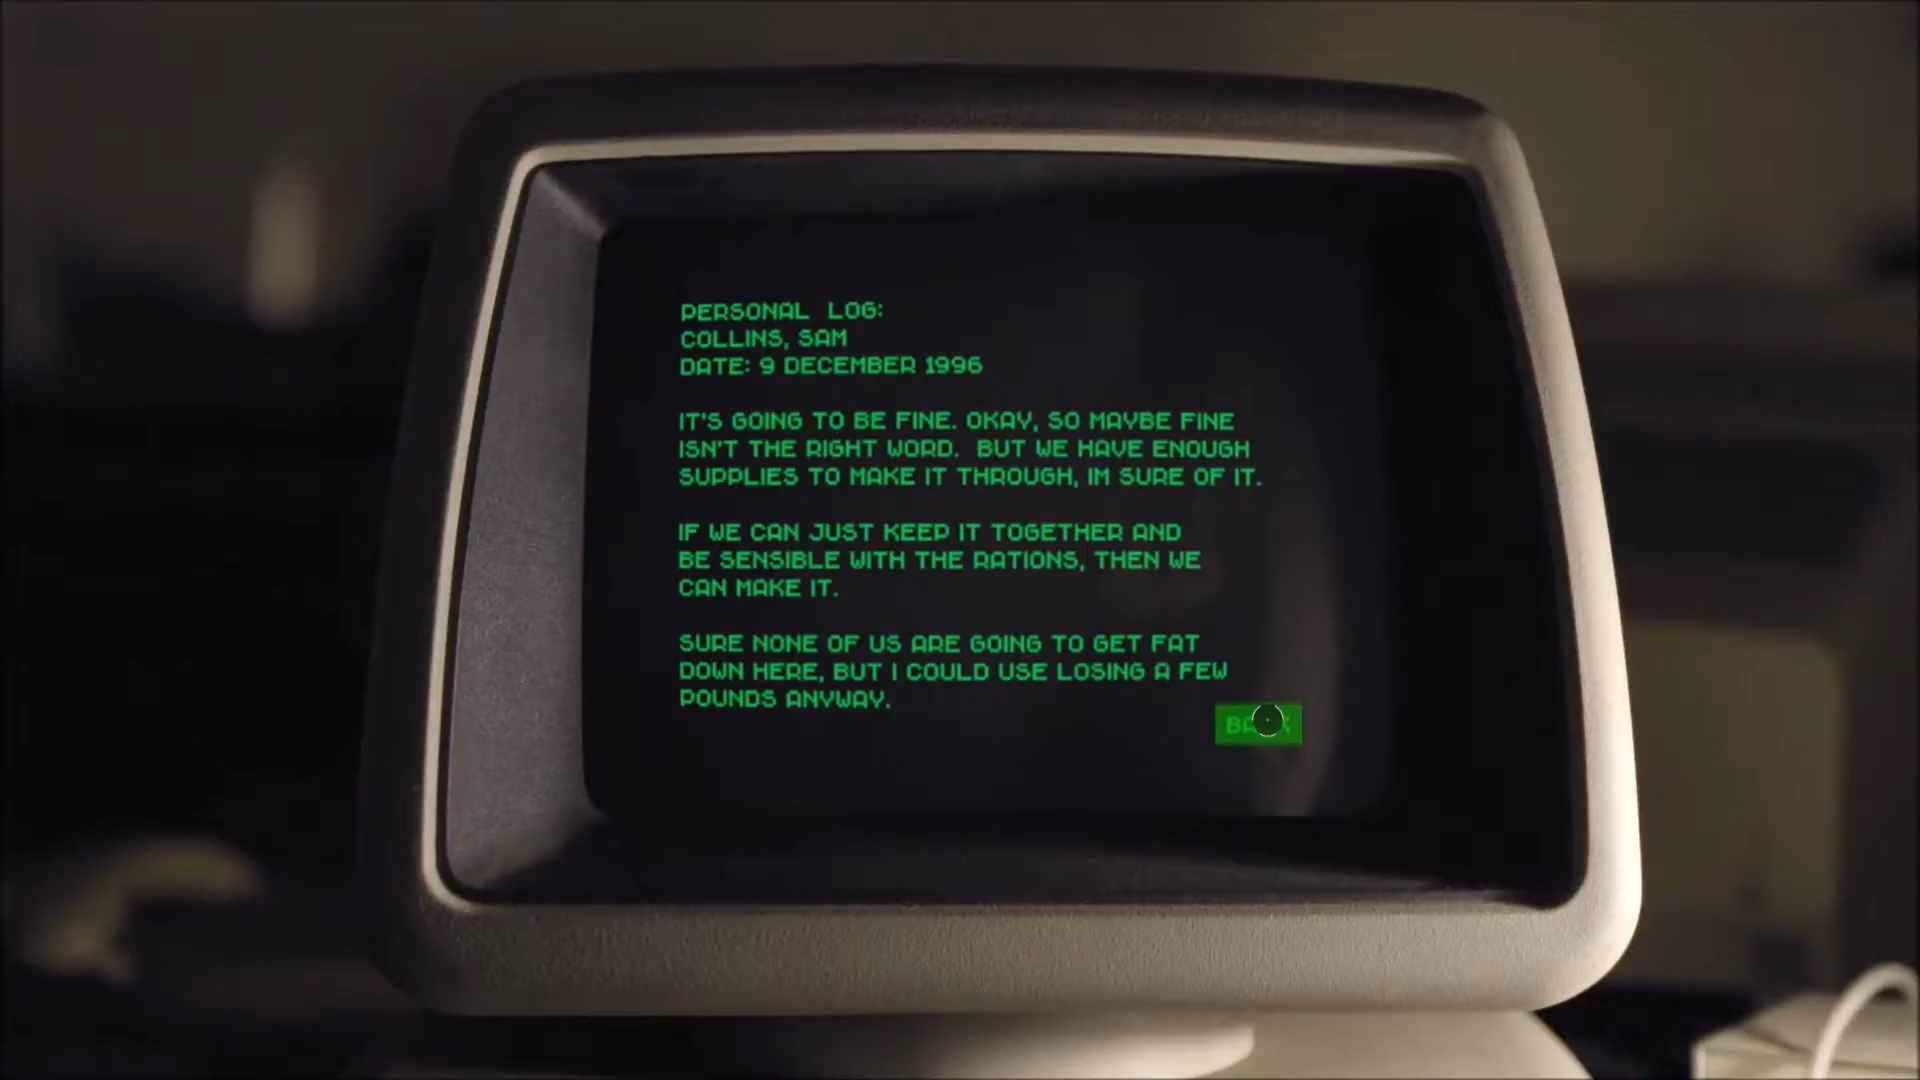 PERSONAL LOG:
COLLINS, SAM
DATE: 9 DECEMBER 1996
IT'S GOING TO BE FINE. OKAY, SO MAYBE FINE
ISN'T THE RIGHT WORD. BUT WE HAVE ENOUGH
SUPPLIES TO MAKE IT THROUGH, IM SURE OF IT.
IF WE CAN JUST KEEP IT TOGETHER AND
BE SENSIBLE WITH THE RATIONS, THEN WE
CAN MAKE IT.
SURE NONE OF US ARE GOING TO GET FAT
DOWN HERE, BUT I COULD USE LOSING A FEW
POUNDS ANYWAY.
BACK